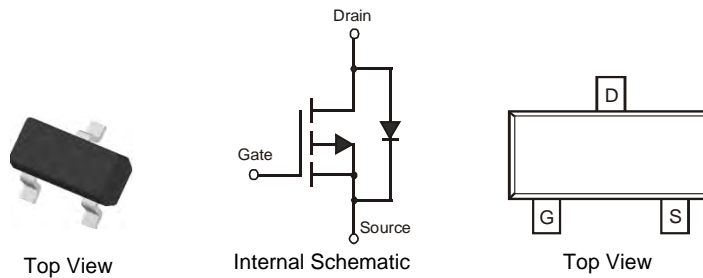 Drain
D
Gate
G
S
Source
Top View
Internal Schematic
Top View